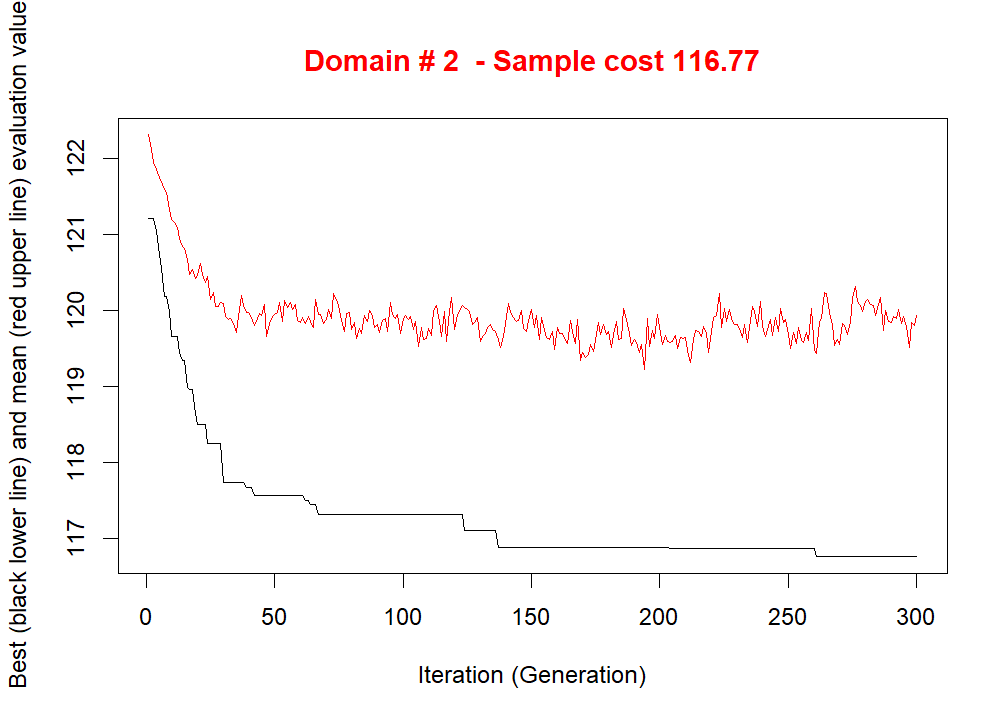 Domain # 2  - Sample cost 116.77
Best (black lower line) and mean (red upper line) evaluation value
122
121
120
119
118
117
0 50 100 150 200 250 300
Iteration (Generation)